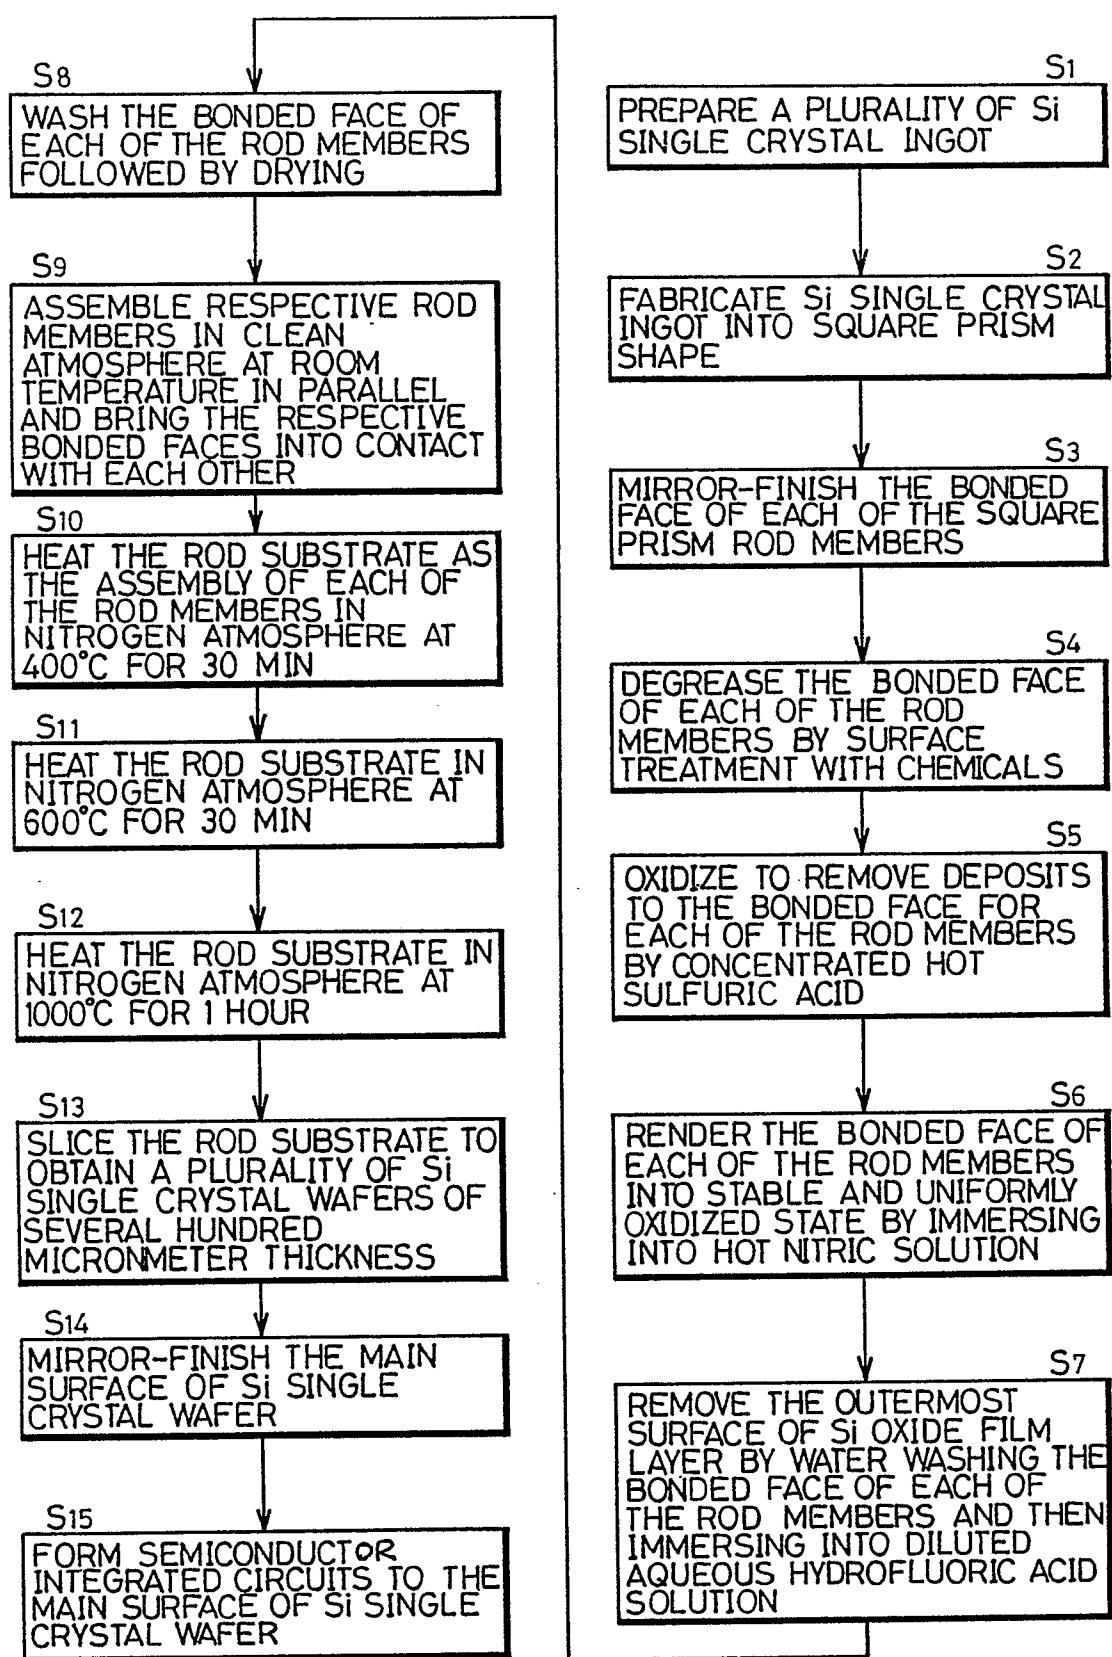 S1
PREPARE A PLURALITY OF Si
SINGLE CRYSTAL INGOT
S2
FABRICATE Si SINGLE CRYSTAL
INGOT INTO SQUARE PRISM
SHAPE
S3
MIRROR-FINISH THE BONDED
FACE OF EACH OF THE SQUARE
PRISM ROD MEMBERS
S4
DEGREASE THE BONDED FACE
OF EACH OF THE ROD
MEMBERS BY SURFACE
TREATMENT WITH CHEMICALS
S5
OXIDIZE TO REMOVE DEPOSITS
TO THE BONDED FACE FOR
EACH OF THE ROD MEMBERS
BY CONCENTRATED HOT
SULFURIC ACID
S6
RENDER THE BONDED FACE OF
EACH OF THE ROD MEMBERS
INTO STABLE AND UNIFORMLY
OXIDIZED STATE BY IMMERSING
INTO HOT NITRIC SOLUTION
S7
REMOVE THE OUTERMOST
SURFACE OF Si OXIDE FILM
LAYER BY WATER WASHING THE
BONDED FACE OF EACH OF
THE ROD MEMBERS AND THEN
IMMERSING INTO DILUTED
AQUEOUS HYDROFLUORIC ACID
SOLUTION
S8
WASH THE BONDED FACE OF
EACH OF THE ROD MEMBERS
FOLLOWED BY DRYING
S9
ASSEMBLE RESPECTIVE ROD
MEMBERS IN CLEAN
ATMOSPHERE AT ROOM
TEMPERATURE IN PARALLEL
AND BRING THE RESPECTIVE
BONDED FACES INTO CONTACT
WITH EACH OTHER
S10
HEAT THE ROD SUBSTRATE AS
THE ASSEMBLY OF EACH OF
THE ROD MEMBERS IN
NITROGEN ATMOSPHERE AT
400°C FOR 30 MIN
S11
HEAT THE ROD SUBSTRATE IN
NITROGEN ATMOSPHERE AT
600°C FOR 30 MIN
S12
HEAT THE ROD SUBSTRATE IN
NITROGEN ATMOSPHERE AT
1000°C FOR 1 HOUR
S13
SLICE THE ROD SUBSTRATE TO
OBTAIN A PLURALITY OF Si
SINGLE CRYSTAL WAFERS OF
SEVERAL HUNDRED
MICRONMETER THICKNESS
S14
MIRROR-FINISH THE MAIN
SURFACE OF Si SINGLE
CRYSTAL WAFER
S15
FORM SEMICONDUCTOR
INTEGRATED CIRCUITS TO THE
MAIN SURFACE OF Si SINGLE
CRYSTAL WAFER